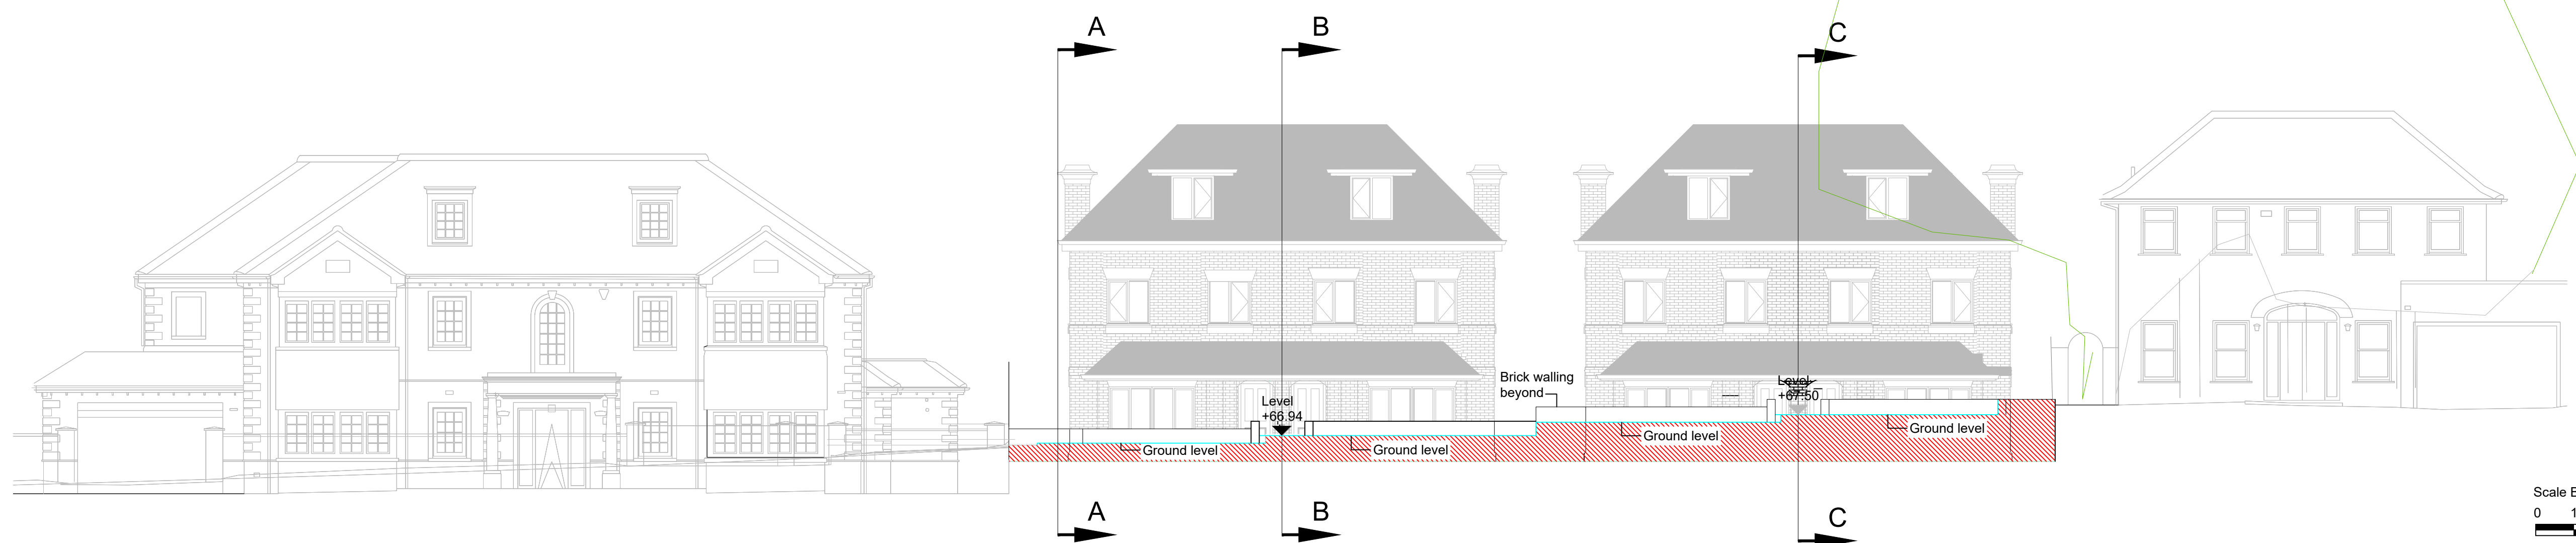 A
B
C
Brick walling
beyond
Level
+66.94
Level
+67.50
Ground level
Ground level
Ground level
Ground level
A
B
C
Scale
0